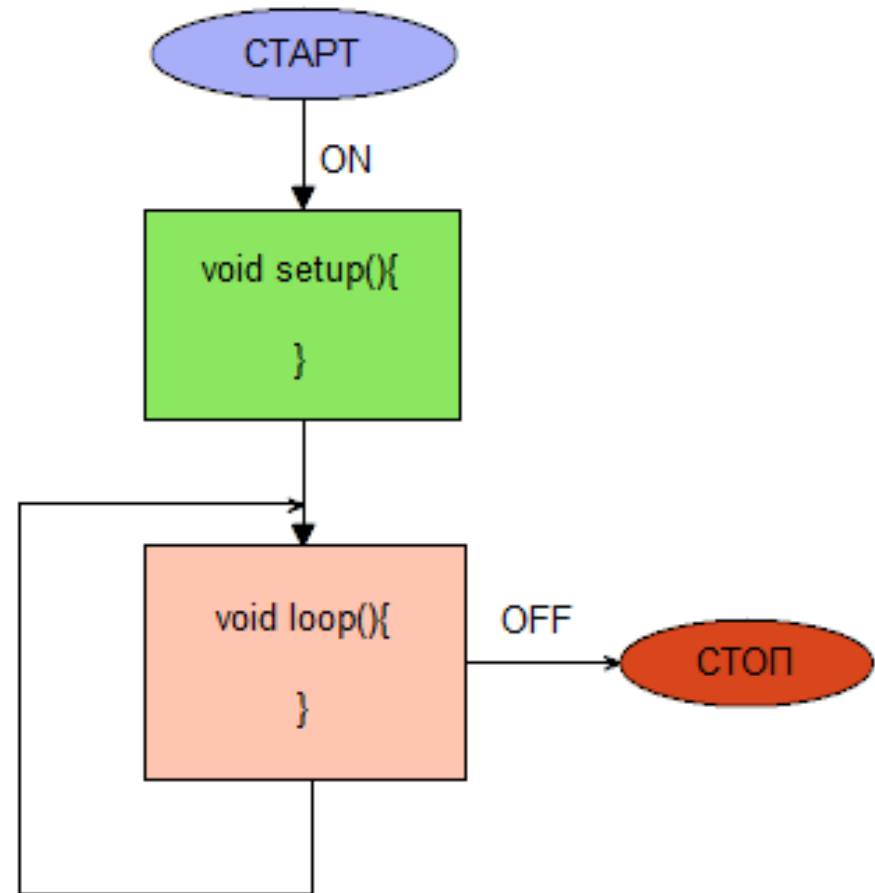 СТАРТ
ON
void setup(){
}
void loop(){
}
OFF
СТОП